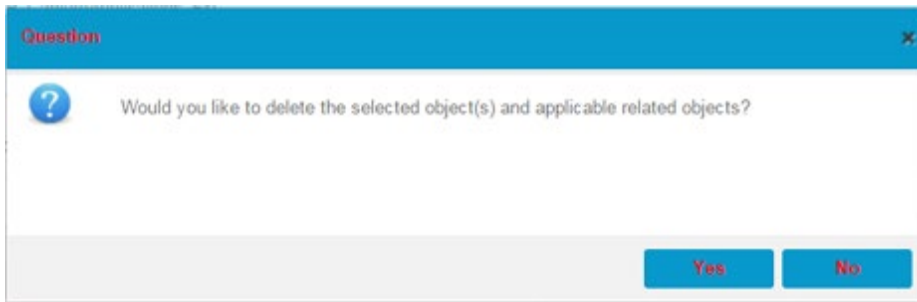 Question
Would you like to delete the selected object(s) and applicable related objects?
Yes
No